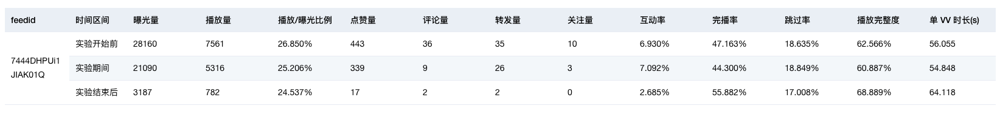 feedid 时间区间 曝光量 播放量 播放/曝光比例 点赞量 评论量 转发量 关注量 互动率 完播率 跳过率 播放完整度 单 VV 时长(s)
7444DHPUi1
JIAK01Q
实验开始前 28160 7561 26.850% 443 36 35 10 6.930% 47.163% 18.635% 62.566% 56.055
实验期间 21090 5316 25.206% 339 9 26 3 7.092% 44.300% 18.849% 60.887% 54.848
实验结束后 3187 782 24.537% 17 2 2 0 2.685% 55.882% 17.008% 68.889% 64.118